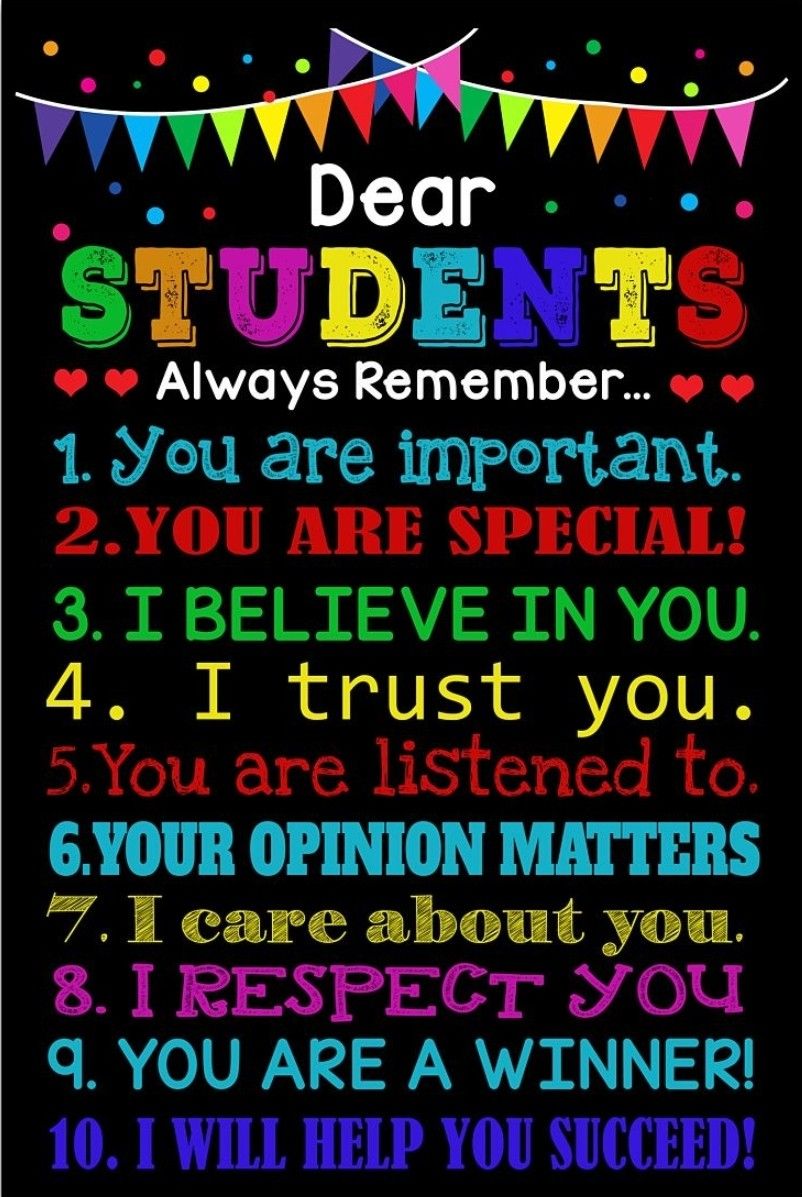 Dear
STUDENTS
Always Remember...
1. You are important.
2.YOU ARE SPECIAL!
3. I BELIEVE IN YOU.
4. I trust you.
5.You are listened to.
6.YOUR OPINION MATTERS
7. I care about you.
8. I RESPECT YOU
9. YOU ARE A WINNER!
10. I WILL HELP YOU SUCCEED!